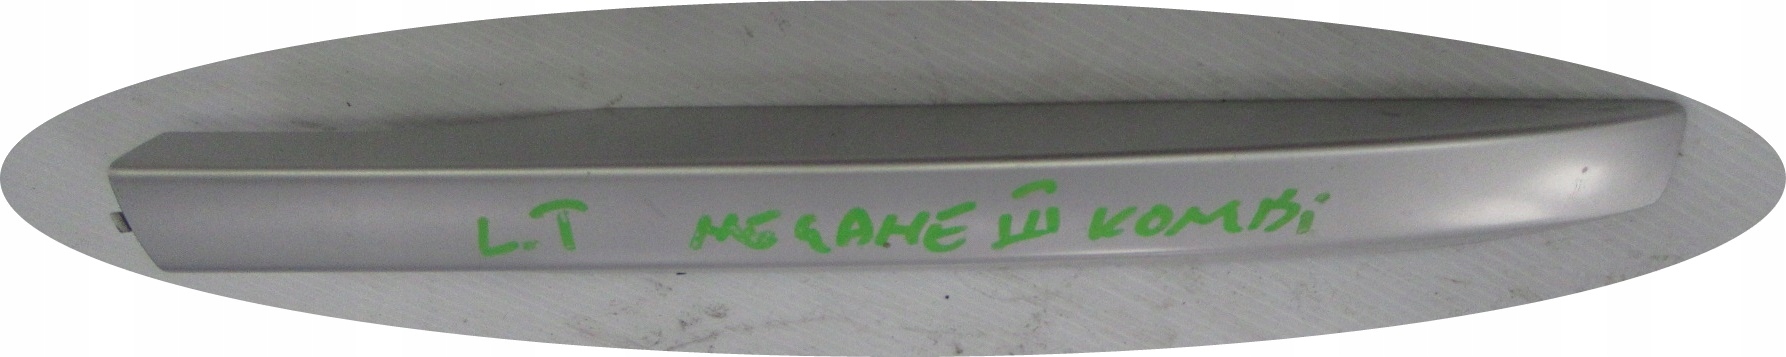 L.T MEGANE III KOMBi